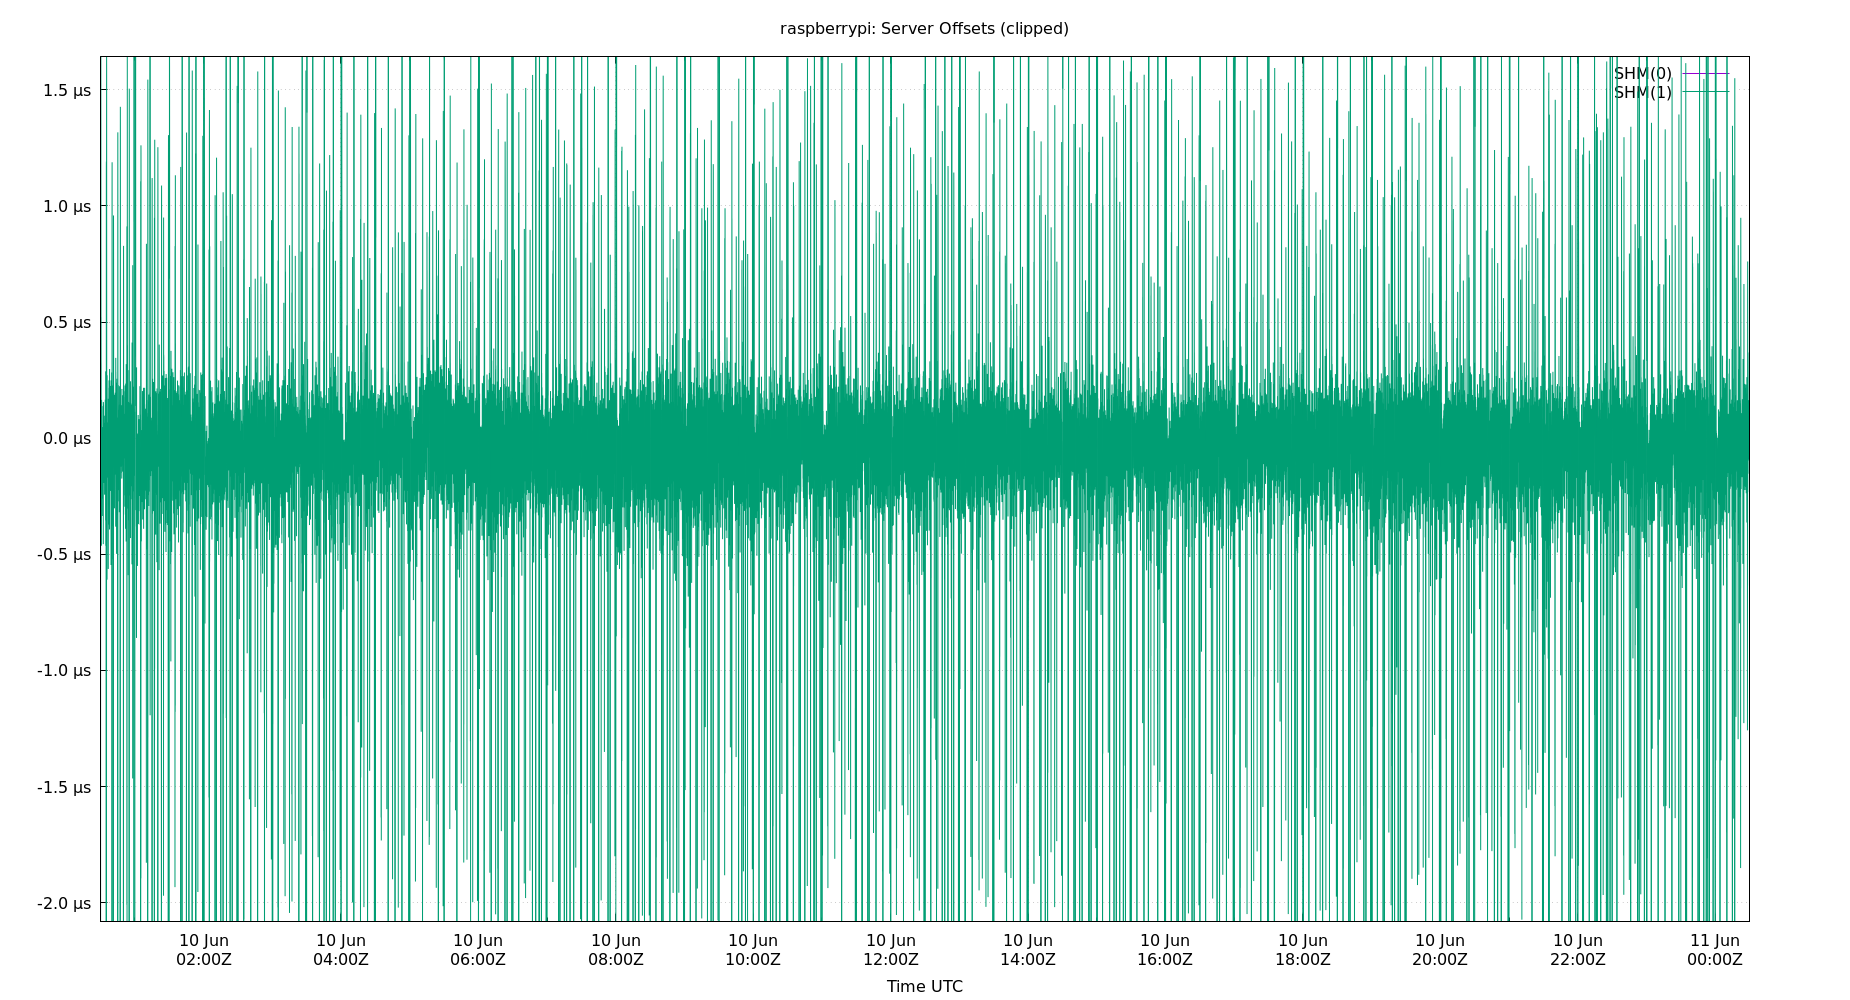 raspberrypi: Server Offsets (clipped)
SHM(0)
SHM(1)
1.5 µs
1.0 µs
0.5 µs
0.0 µs
-0.5 µs
-1.0 µs
-1.5 µs
-2.0 µs
10 Jun 10 Jun 10 Jun 10 Jun 10 Jun 10 Jun 10 Jun 10 Jun 10 Jun 10 Jun 10 Jun 11 Jun
02:00Z 04:00Z 06:00Z 08:00Z 10:00Z 12:00Z 14:00Z 16:00Z 18:00Z 20:00Z 22:00Z 00:00Z
Time UTC